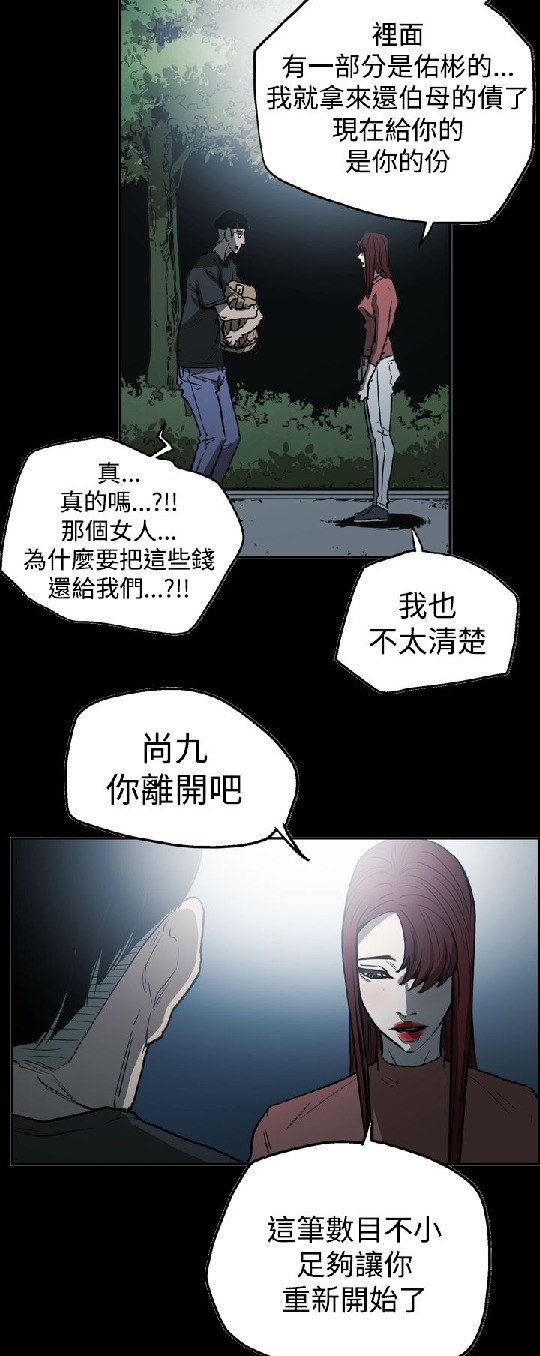 裡面
有一部分是佑彬的...
我就拿來還伯母的債了
現在給你的
是你的份
真...
真的嗎...?!!
那個女人...
為什麼要把這些錢
還給我們...?!!
我也
不太清楚
尚九
你離開吧
這筆數目不小
足夠讓你
重新開始了